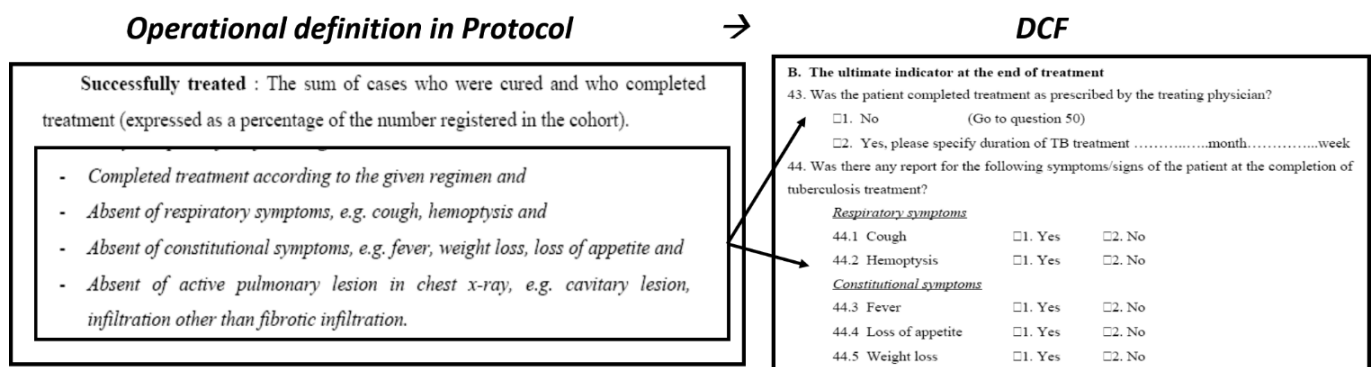 Operational definition in Protocol → DCF
Successfully treated : The sum of cases who were cured and who completed
treatment (expressed as a percentage of the number registered in the cohort).
- Completed treatment according to the given regimen and
- Absent of respiratory symptoms, e.g. cough, hemoptysis and
- Absent of constitutional symptoms, e.g. fever, weight loss, loss of appetite and
- Absent of active pulmonary lesion in chest x-ray, e.g. cavitary lesion,
infiltration other than fibrotic infiltration.
B. The ultimate indicator at the end of treatment
43. Was the patient completed treatment as prescribed by the treating physician?
□1. No (Go to question 50)
□2. Yes, please specify duration of TB treatment ……….…..month…………...week
44. Was there any report for the following symptoms/signs of the patient at the completion of
tuberculosis treatment?
Respiratory symptoms
44.1 Cough □1. Yes □2. No
44.2 Hemoptysis □1. Yes □2. No
Constitutional symptoms
44.3 Fever □1. Yes □2. No
44.4 Loss of appetite □1. Yes □2. No
44.5 Weight loss □1. Yes □2. No